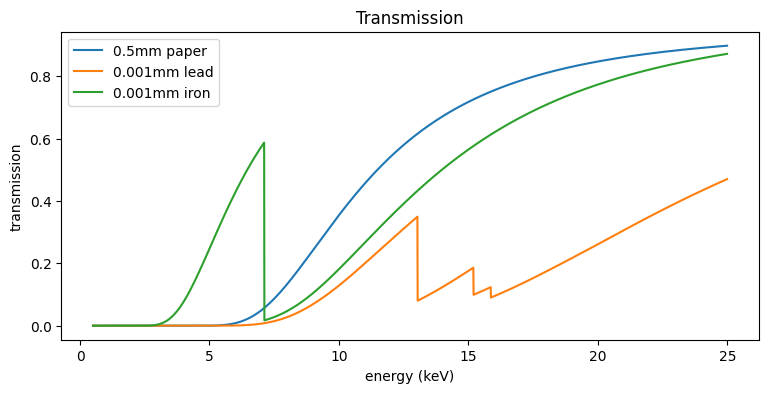 Transmission
0.5mm paper
0.001mm lead
0.001mm iron
transmission
0.8
0.6
0.4
0.2
0.0
0 5 10 15 20 25
energy (keV)